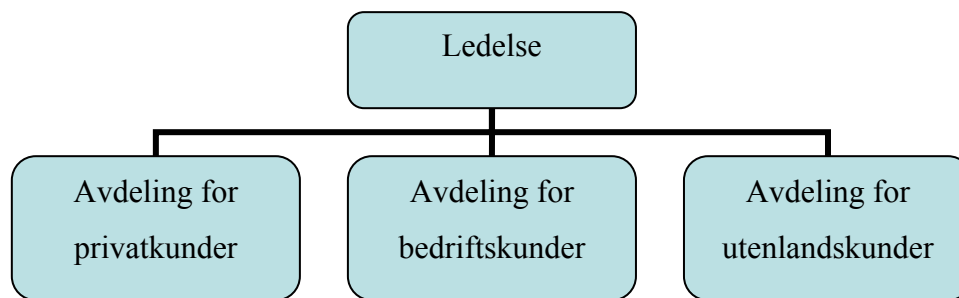 Ledelse
Avdeling for
privatkunder
Avdeling for
bedriftskunder
Avdeling for
utenlandskunder